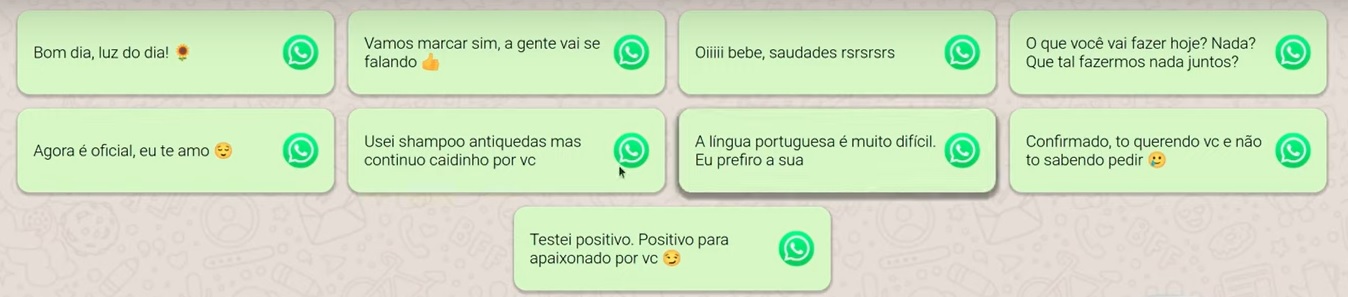 Bom dia, luz do dia! 🌻
Vamos marcar sim, a gente vai se
falando 👍
Oiiiii bebe, saudades rsrsrsrs
O que você vai fazer hoje? Nada?
Que tal fazermos nada juntos?
Agora é oficial, eu te amo 😌
Usei shampoo antiquedas mas
continuo caidinho por vc
A língua portuguesa é muito difícil.
Eu prefiro a sua
Confirmado, to querendo vc e não
to sabendo pedir 🥲
Testei positivo. Positivo para
apaixonado por vc 😏